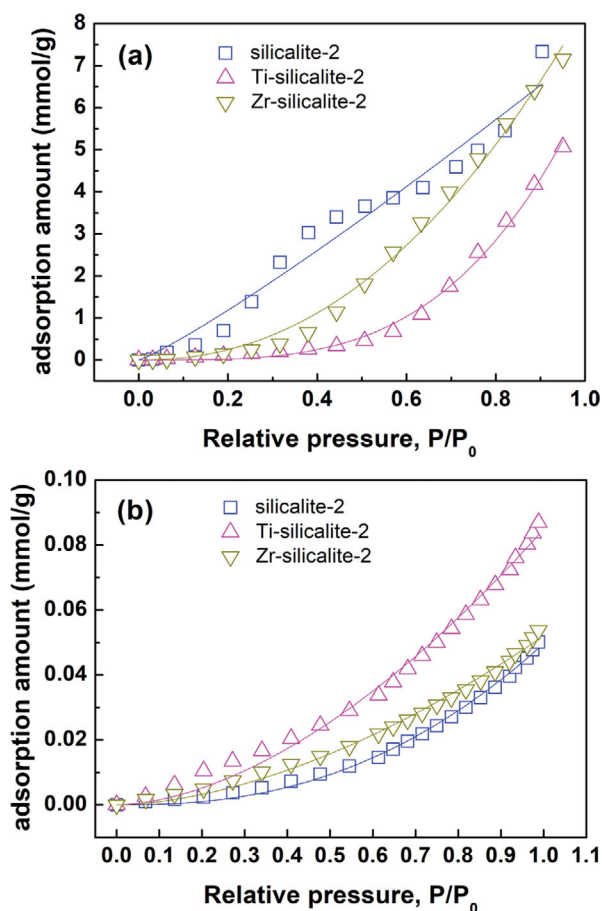 (a)
silicalite-2
Ti-silicalite-2
Zr-silicalite-2
adsorption amount (mmol/g)
8
7
6
5
4
3
2
1
0
0.0 0.2 0.4 0.6 0.8 1.0
Relative pressure, P/P0
(b)
silicalite-2
Ti-silicalite-2
Zr-silicalite-2
adsorption amount (mmol/g)
0.10
0.08
0.06
0.04
0.02
0.00
0.0 0.1 0.2 0.3 0.4 0.5 0.6 0.7 0.8 0.9 1.0 1.1
Relative pressure, P/P0